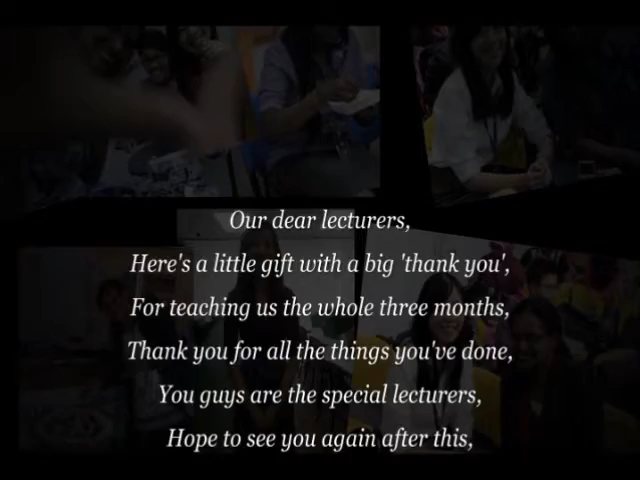 Our dear lecturers,
Here's a little gift with a big 'thank you',
For teaching us the whole three months,
Thank you for all the things you've done,
You guys are the special lecturers,
Hope to see you again after this,